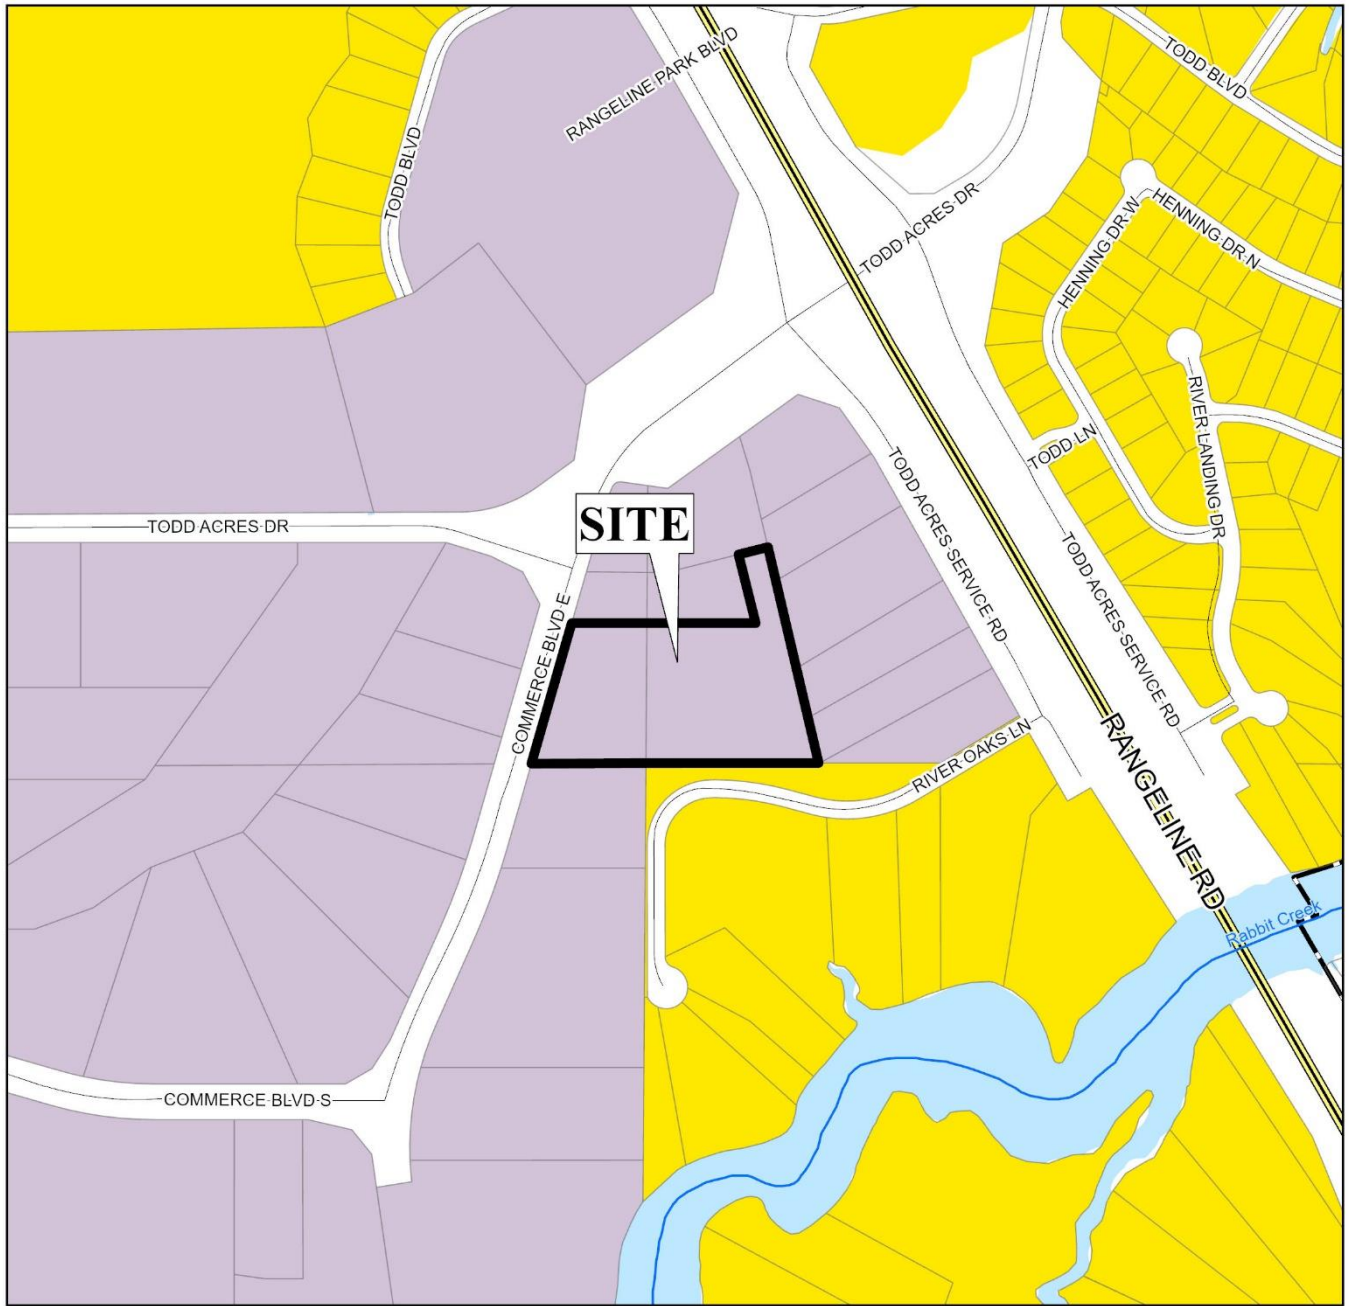 RANGELINE PARK BLVD
TODD BLVD
TODD BLVD
TODD ACRES DR
HENNING DR W
HENNING DR N
RIVER LANDING DR
TODD LN
TODD ACRES SERVICE RD
TODD ACRES SERVICE RD
TODD ACRES DR
SITE
COMMERCE BLVD E
RIVER OAKS LN
RANGELINE RD
Rabbit Creek
COMMERCE BLVD S